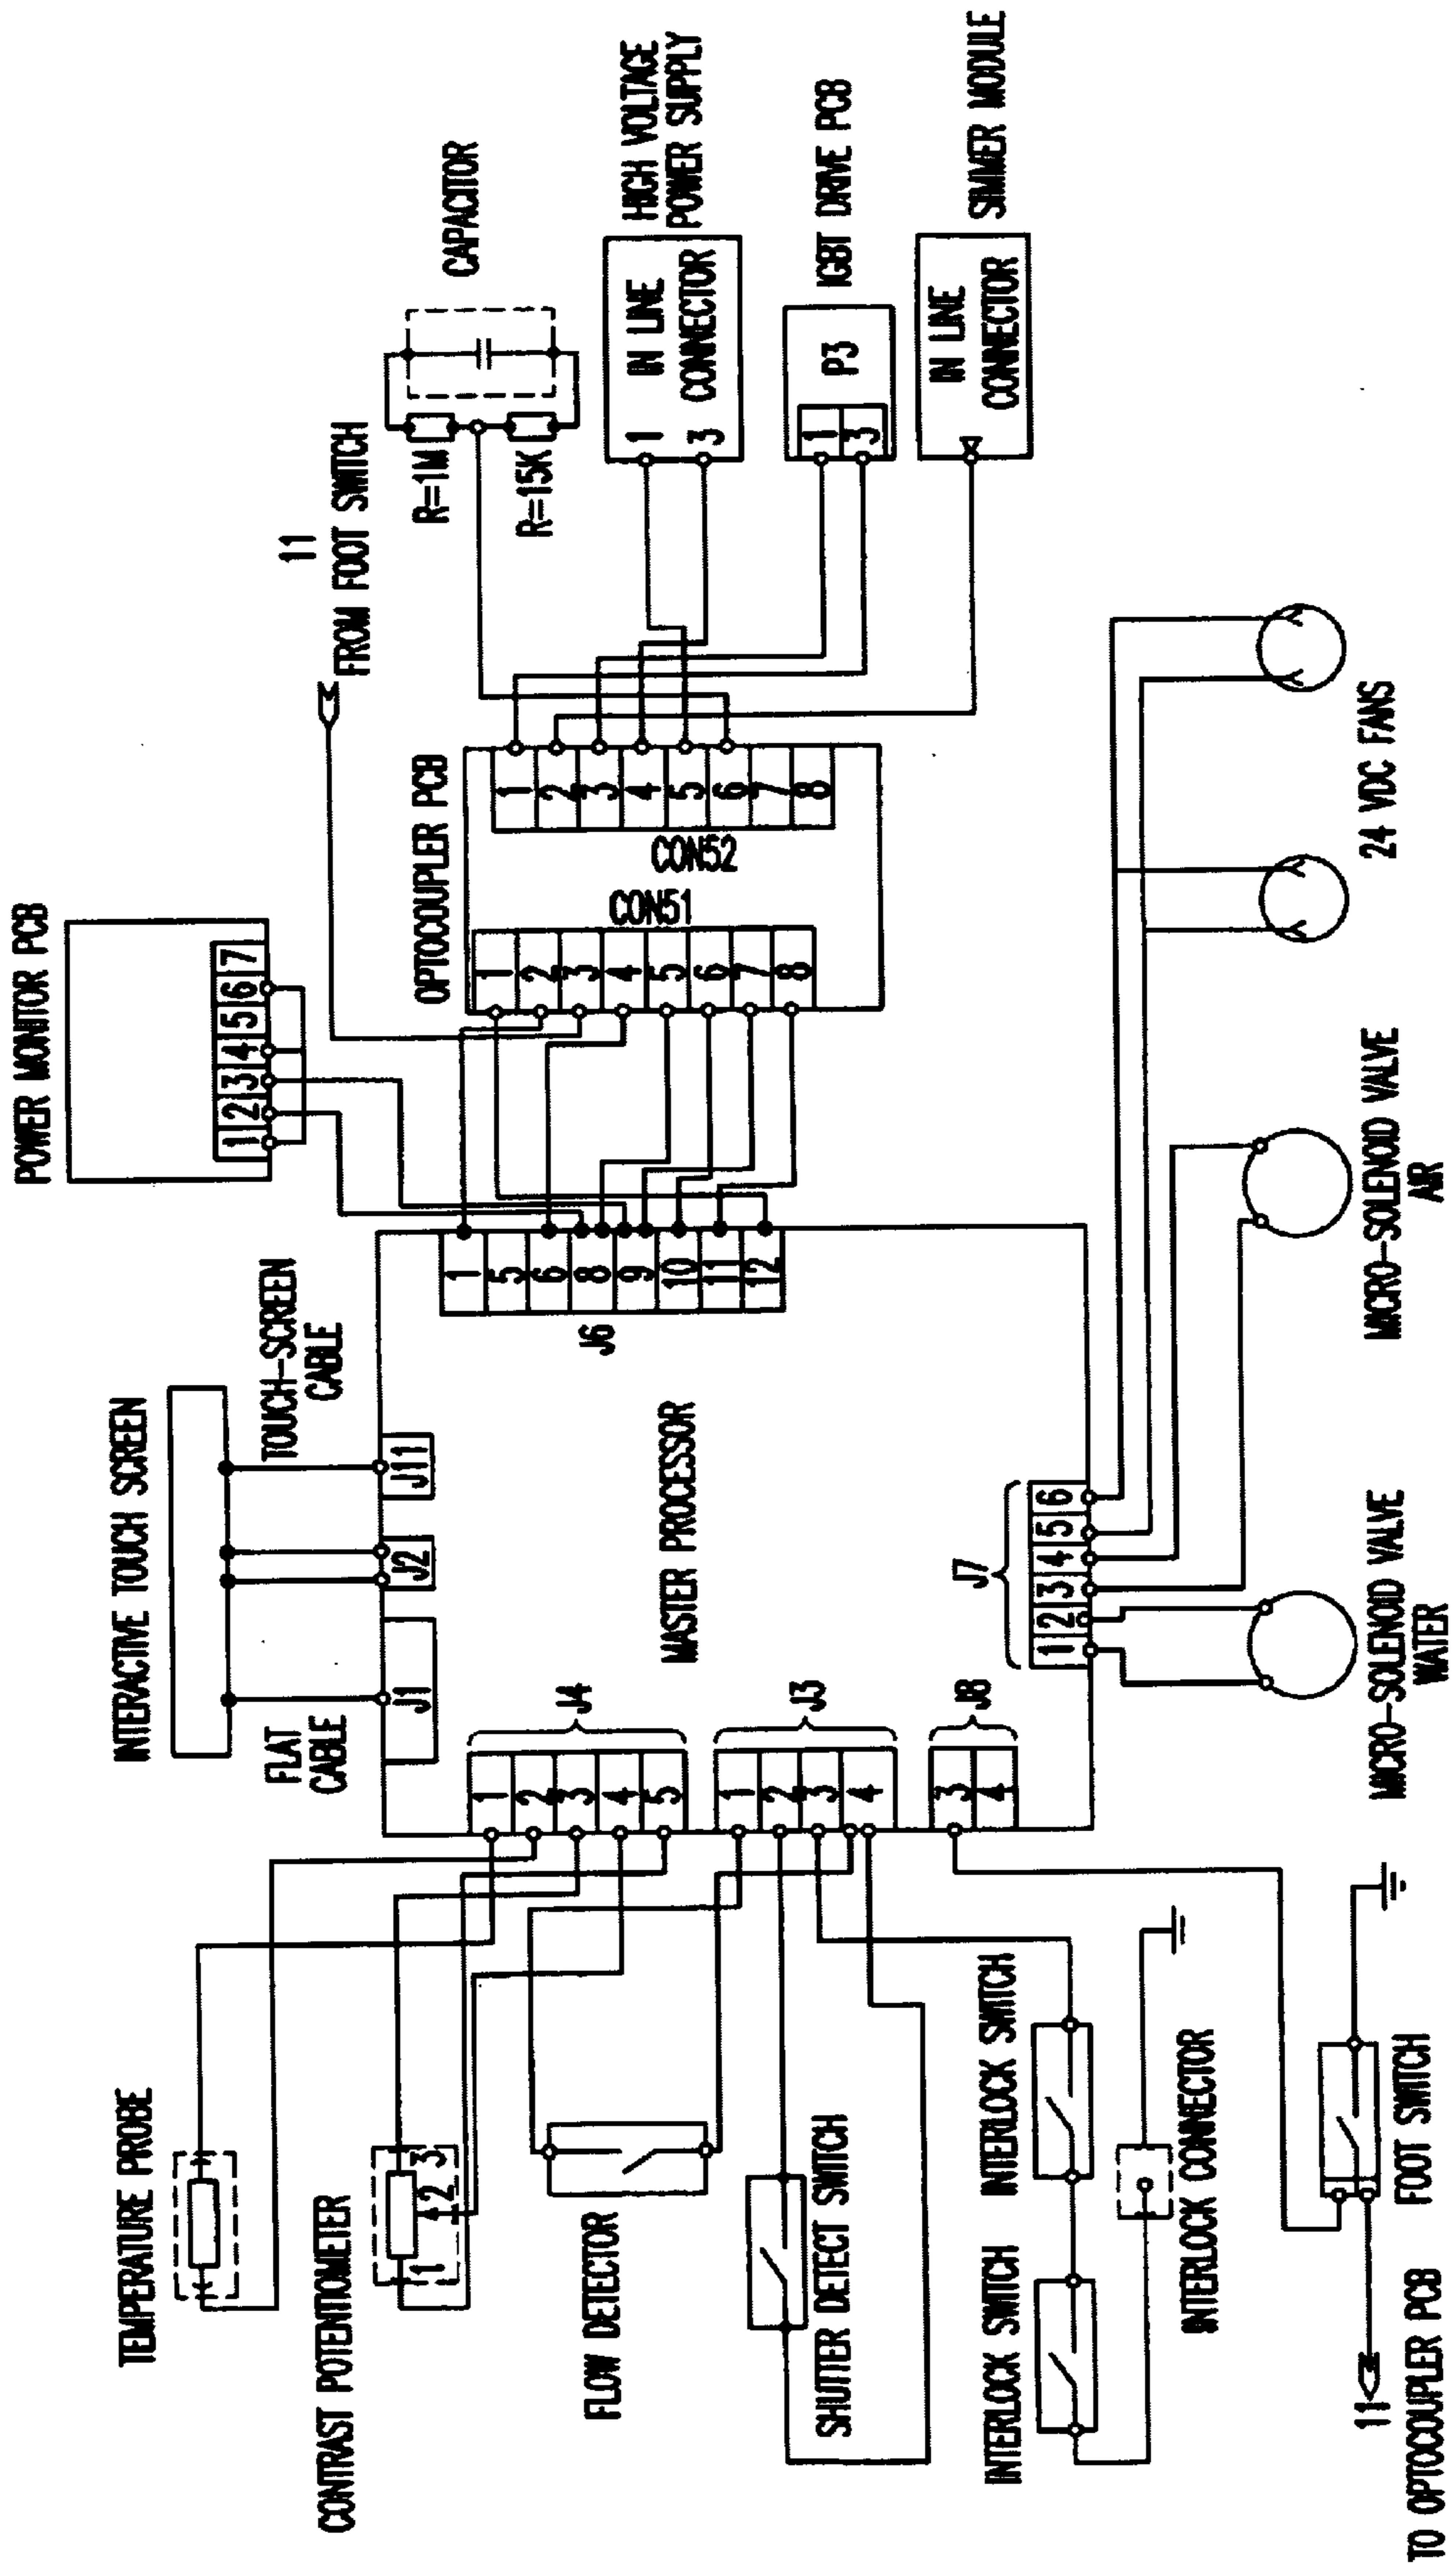 POWER MONITOR PCB
1 2 3 4 5 6 7
11
FROM FOOT SWITCH
CAPACITOR
R=1M
R=15K
HIGH VOLTAGE
POWER SUPPLY
IN LINE
CONNECTOR
1
3
IGBT DRIVE PCB
P3
1
3
SIMMER MODULE
IN LINE
CONNECTOR
OPTOCOUPLER PCB
CON51
1
2
3
4
5
6
7
8
CON52
1
2
3
4
5
6
7
8
INTERACTIVE TOUCH SCREEN
FLAT
CABLE
TOUCH-SCREEN
CABLE
J1
J2
J11
MASTER PROCESSOR
J6
1
5
6
8
9
10
11
12
J4
1
2
3
4
5
J3
1
2
3
4
J8
3
4
J7
1 2 3 4 5 6
TEMPERATURE PROBE
CONTRAST POTENTIOMETER
1 2 3
FLOW DETECTOR
SHUTTER DETECT SWITCH
INTERLOCK SWITCH
INTERLOCK SWITCH
INTERLOCK CONNECTOR
FOOT SWITCH
11
TO OPTOCOUPLER PCB
MICRO-SOLENOID VALVE
WATER
MICRO-SOLENOID VALVE
AIR
24 VDC FANS